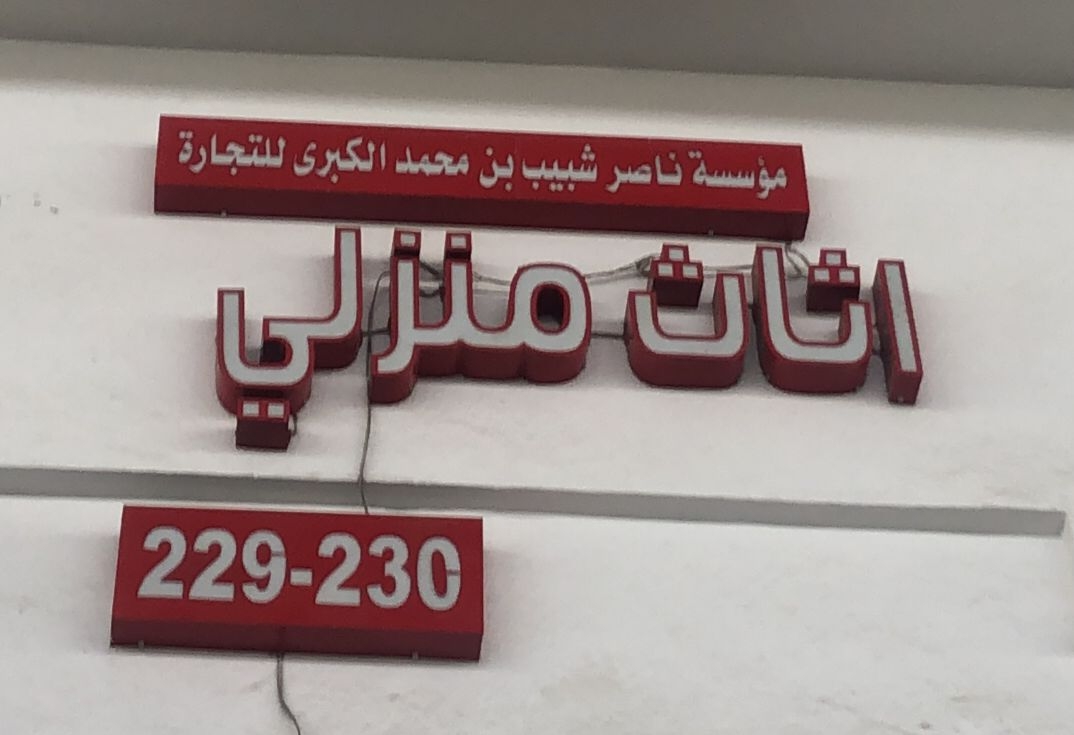 مؤسسة ناصر شبيب بن محمد الكبرى للتجارة
اثاث منزلي
229-230